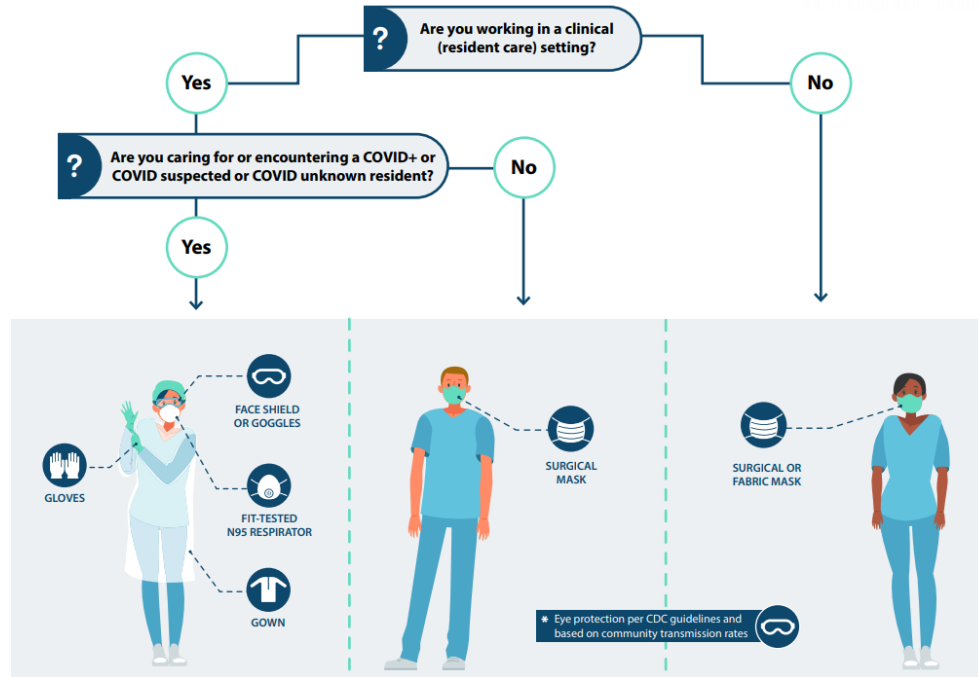 ?
Are you working in a clinical
(resident care) setting?
Yes
No
?
Are you caring for or encountering a COVID+ or
COVID suspected or COVID unknown resident?
No
Yes
FACE SHIELD
OR GOGGLES
GLOVES
FIT-TESTED
N95 RESPIRATOR
GOWN
SURGICAL
MASK
SURGICAL OR
FABRIC MASK
* Eye protection per CDC guidelines and
based on community transmission rates